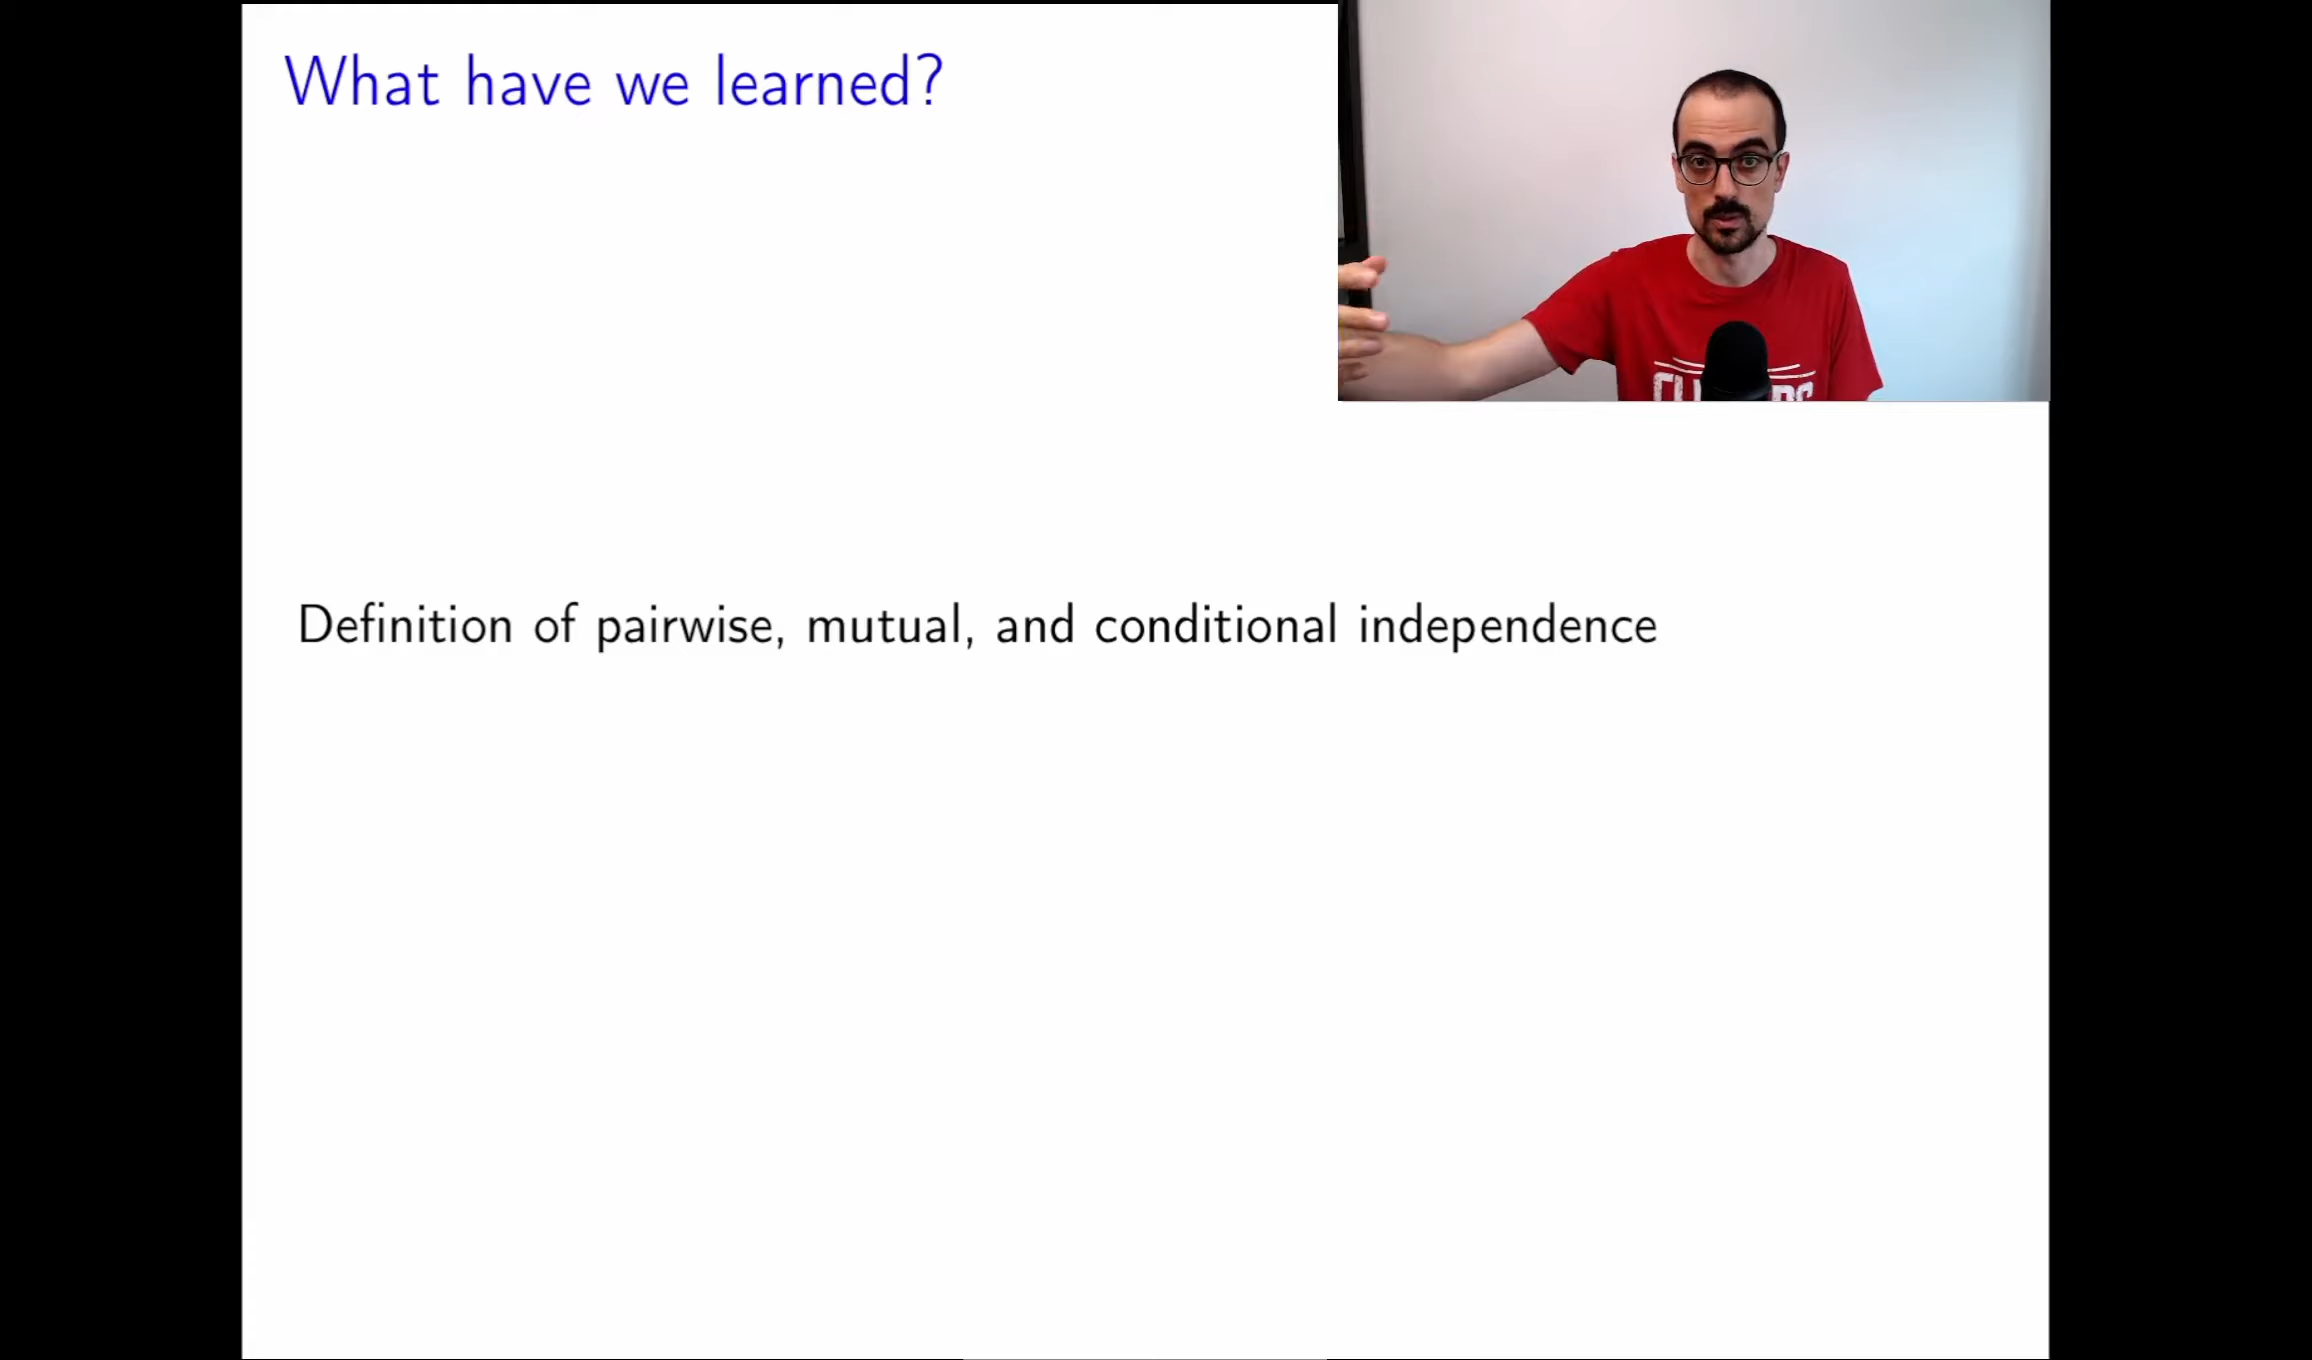 What have we learned?
Definition of pairwise, mutual, and conditional independence